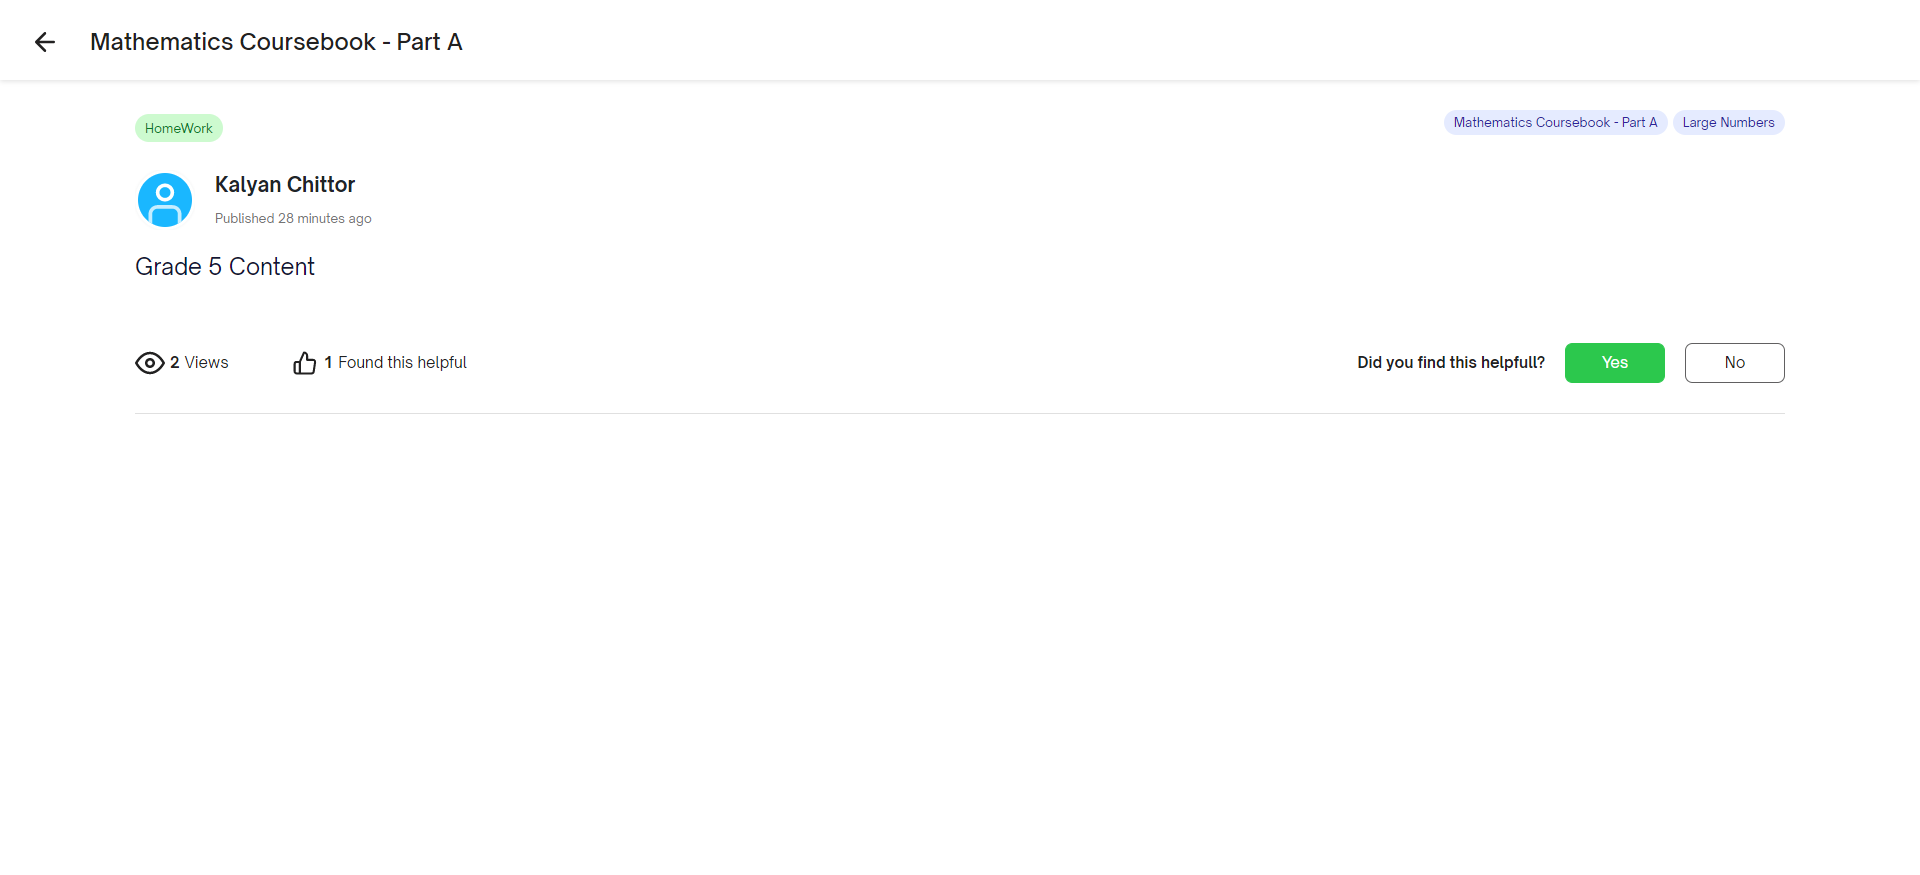 Mathematics Coursebook - Part A
HomeWork
Mathematics Coursebook - Part A
Large Numbers
Kalyan Chittor
Published 28 minutes ago
Grade 5 Content
2 Views
1 Found this helpful
Did you find this helpfull?
Yes
No